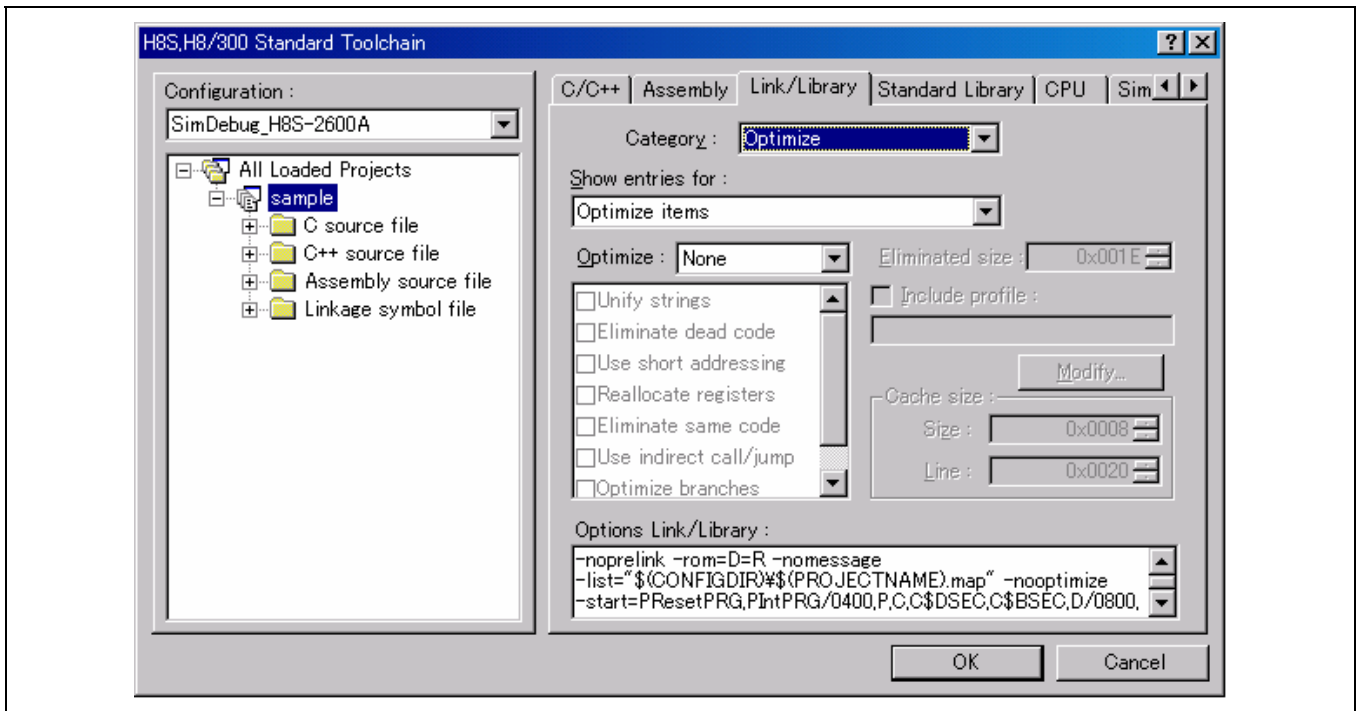 H8S,H8/300 Standard Toolchain
Configuration :
SimDebug_H8S-2600A
All Loaded Projects
sample
C source file
C++ source file
Assembly source file
Linkage symbol file
C/C++ Assembly Link/Library Standard Library CPU Sim
Category : Optimize
Show entries for :
Optimize items
Optimize : None
Eliminated size : 0x001E
Unify strings
Eliminate dead code
Use short addressing
Reallocate registers
Eliminate same code
Use indirect call/jump
Optimize branches
Include profile :
Modify...
Cache size :
Size : 0x0008
Line : 0x0020
Options Link/Library :
-noprelink -rom=D=R -nomessage
-list="$(CONFIGDIR)¥$(PROJECTNAME).map" -nooptimize
-start=PResetPRG,PIntPRG/0400,P,C,C$DSEC,C$BSEC,D/0800,
OK Cancel